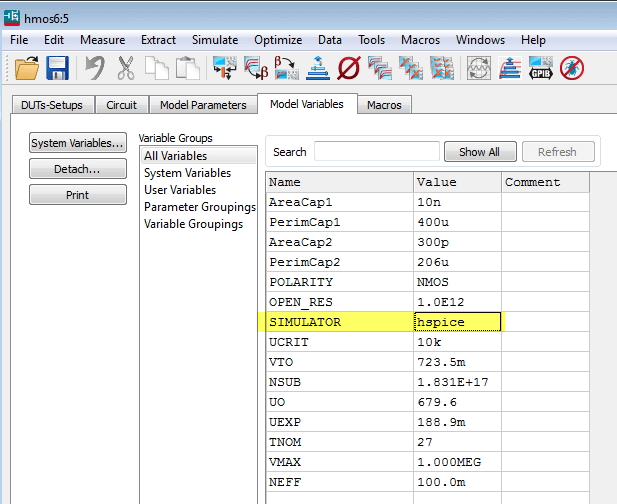 hmos6:5
File Edit Measure Extract Simulate Optimize Data Tools Macros Windows Help
β β GPIB
DUTs-Setups Circuit Model Parameters Model Variables Macros
System Variables... Detach... Print
Variable Groups
All Variables
System Variables
User Variables
Parameter Groupings
Variable Groupings
Search Show All Refresh
Name Value Comment
AreaCap1 10n
PerimCap1 400u
AreaCap2 300p
PerimCap2 206u
POLARITY NMOS
OPEN_RES 1.0E12
SIMULATOR hspice
UCRIT 10k
VTO 723.5m
NSUB 1.831E+17
UO 679.6
UEXP 188.9m
TNOM 27
VMAX 1.000MEG
NEFF 100.0m